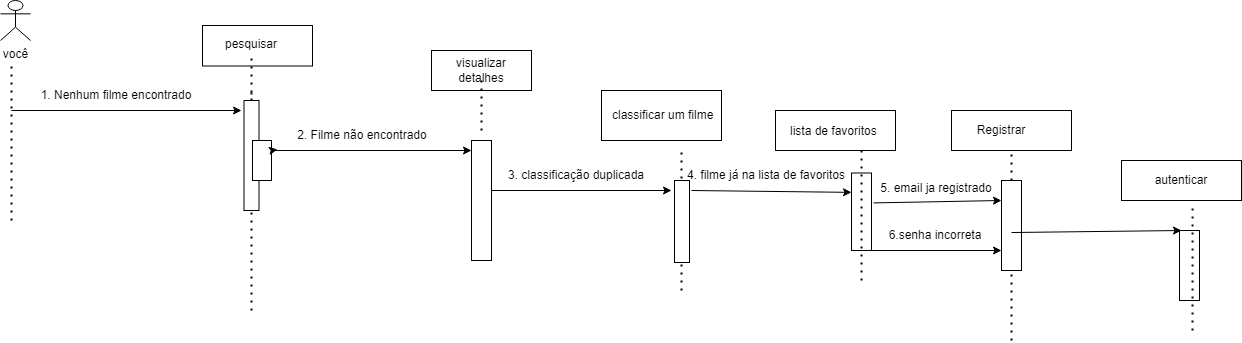 você
pesquisar
visualizar
detalhes
classificar um filme
lista de favoritos
Registrar
autenticar
1. Nenhum filme encontrado
2. Filme não encontrado
3. classificação duplicada
4. filme já na lista de favoritos
5. email ja registrado
6.senha incorreta